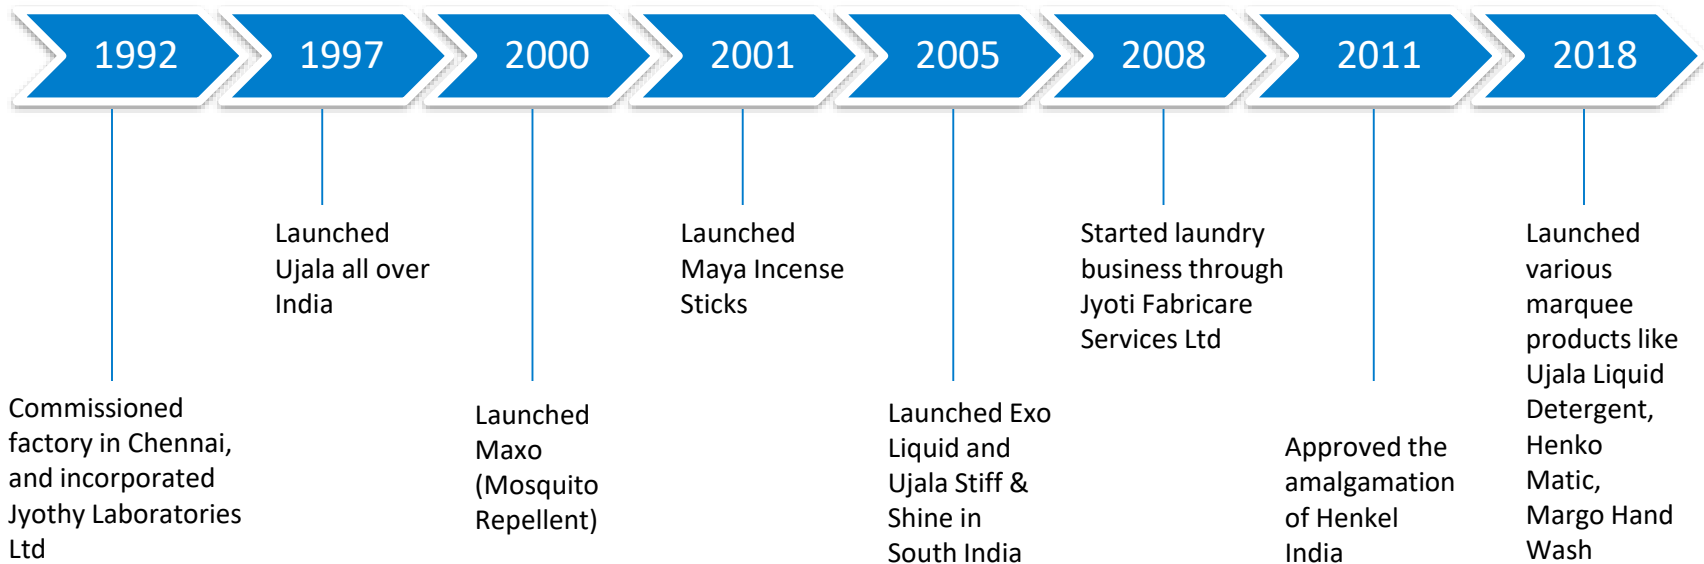 1992
1997
2000
2001
2005
2008
2011
2018
Commissioned
factory in Chennai,
and incorporated
Jyothy Laboratories
Ltd
Launched
Ujala all over
India
Launched
Maxo
(Mosquito
Repellent)
Launched
Maya Incense
Sticks
Launched Exo
Liquid and
Ujala Stiff &
Shine in
South India
Started laundry
business through
Jyoti Fabricare
Services Ltd
Approved the
amalgamation
of Henkel
India
Launched
various
marquee
products like
Ujala Liquid
Detergent,
Henko
Matic,
Margo Hand
Wash